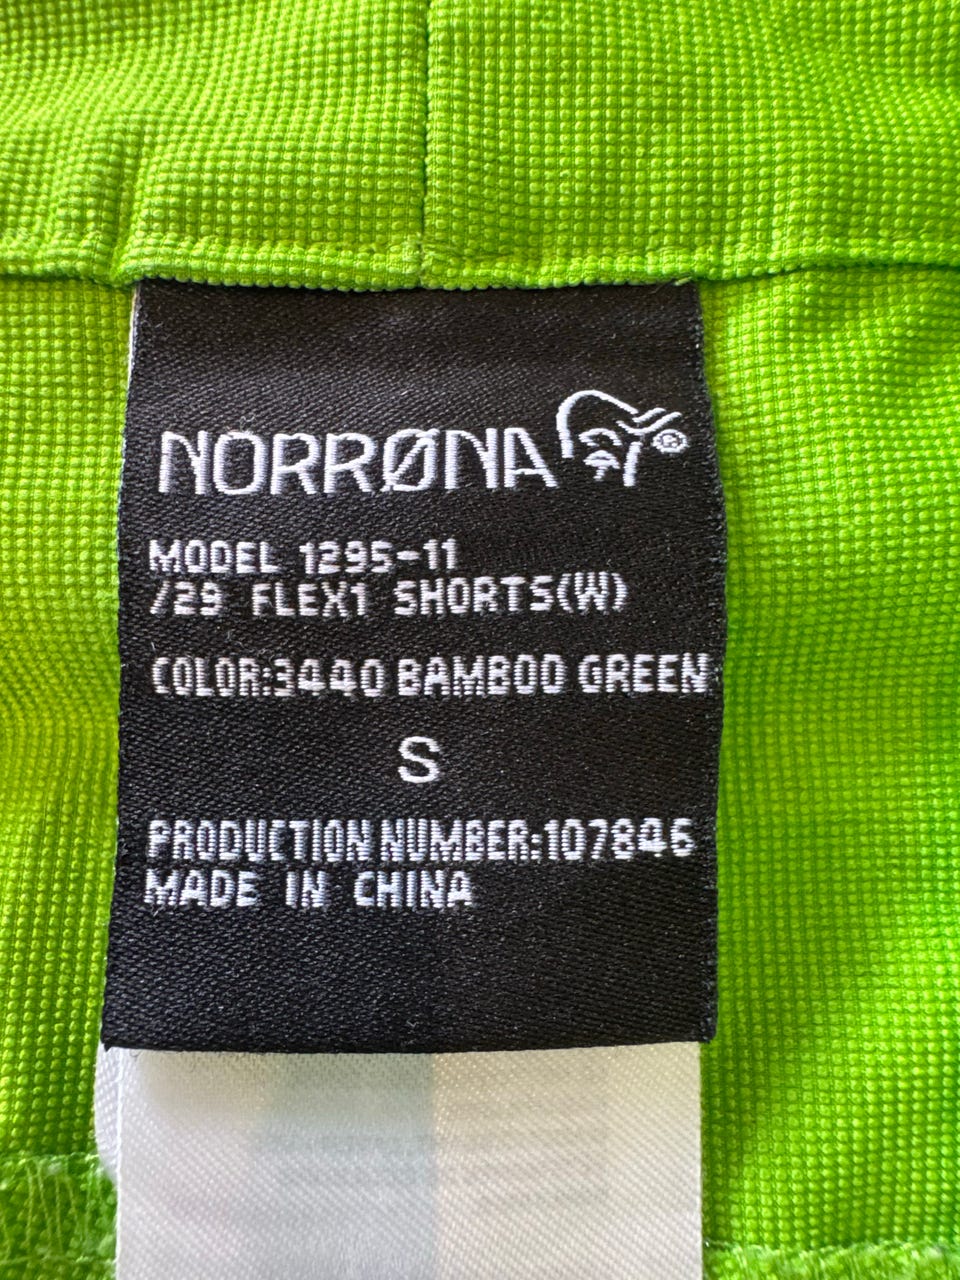 NORRØNA ®
MODEL 1295-11
/29 FLEX1 SHORTS(W)
COLOR:3440 BAMBOO GREEN
S
PRODUCTION NUMBER:107846
MADE IN CHINA